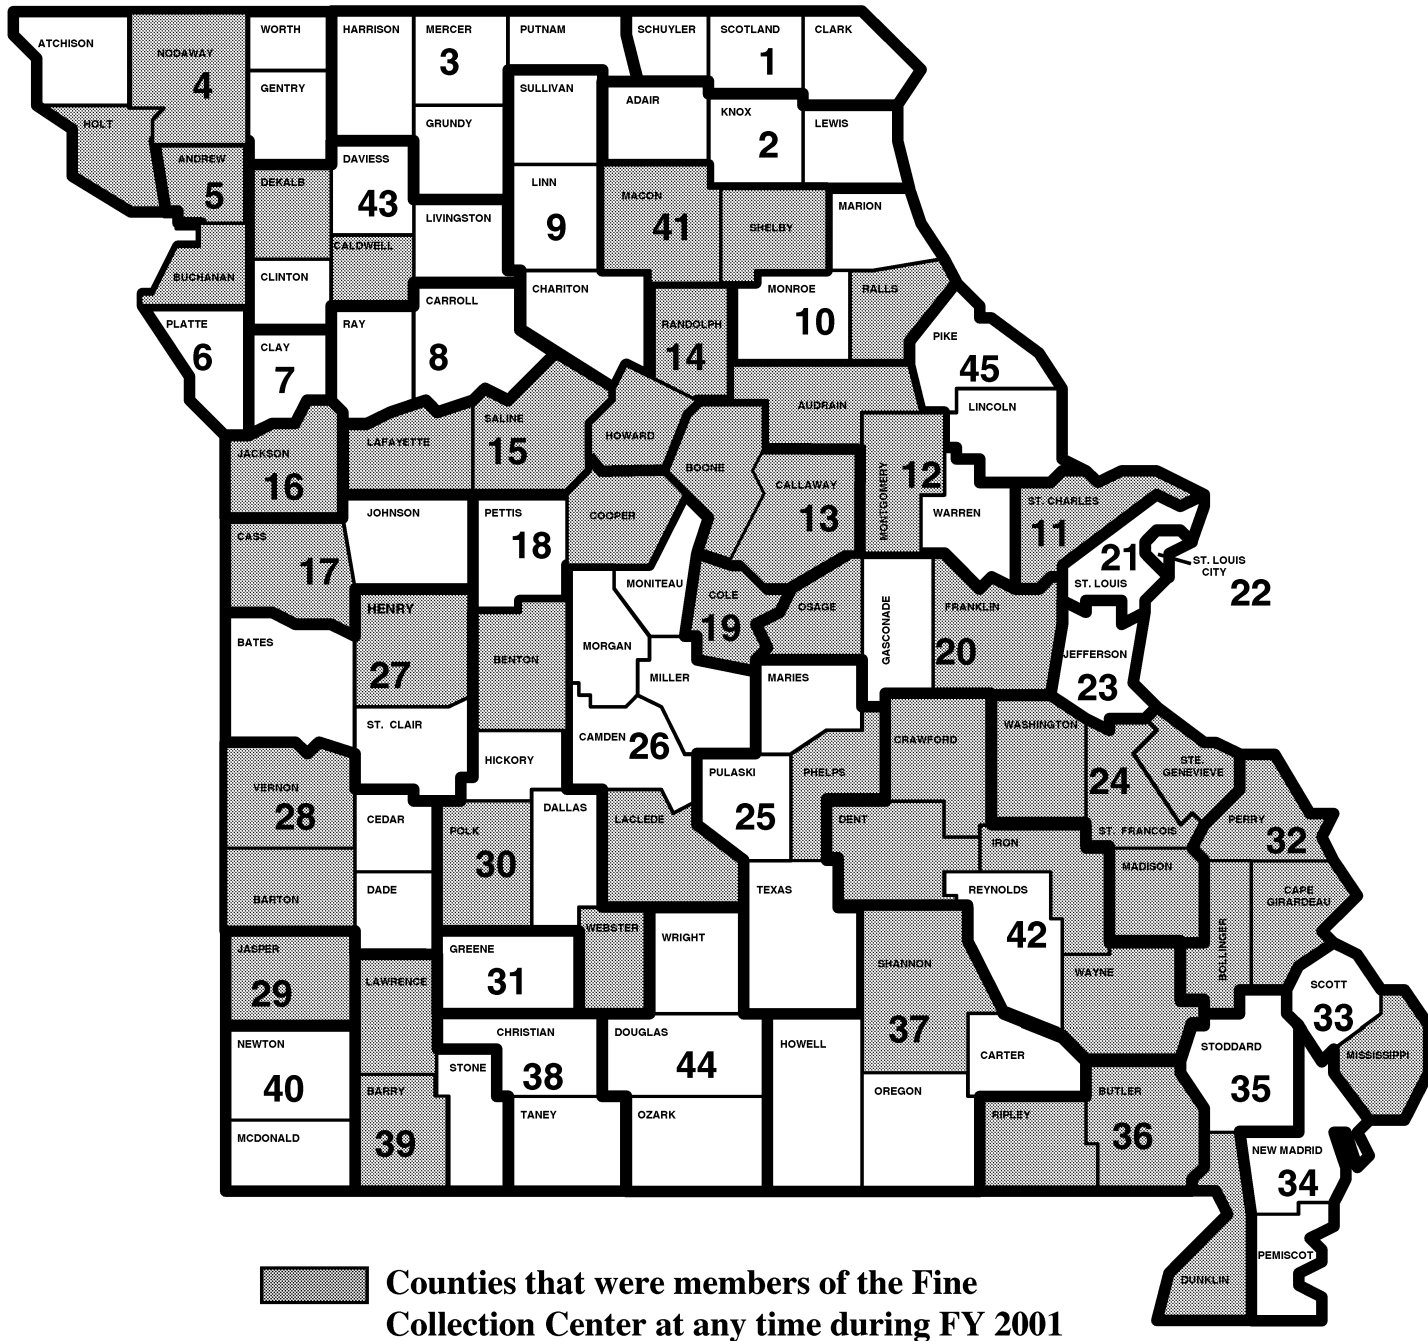 ATCHISON
NODAWAY
4
WORTH
HARRISON
MERCER
3
PUTNAM
SCHUYLER
SCOTLAND
1
CLARK
GENTRY
SULLIVAN
ADAIR
KNOX
2
LEWIS
HOLT
GRUNDY
ANDREW
5
DEKALB
DAVIESS
43
LINN
9
MACON
41
SHELBY
MARION
LIVINGSTON
CALDWELL
BUCHANAN
CLINTON
CARROLL
8
CHARITON
MONROE
10
RALLS
PLATTE
6
CLAY
7
RAY
RANDOLPH
14
PIKE
45
LINCOLN
AUDRAIN
SALINE
15
LAFAYETTE
HOWARD
JACKSON
16
BOONE
CALLAWAY
13
MONTGOMERY
12
WARREN
ST. CHARLES
11
JOHNSON
PETTIS
18
COOPER
CASS
17
21
ST. LOUIS
ST. LOUIS
CITY
22
MONITEAU
COLE
19
OSAGE
GASCONADE
FRANKLIN
20
HENRY
27
BATES
BENTON
MORGAN
MILLER
MARIES
JEFFERSON
23
ST. CLAIR
HICKORY
CAMDEN
26
PULASKI
25
PHELPS
CRAWFORD
WASHINGTON
24
ST. FRANCOIS
STE.
GENEVIEVE
VERNON
28
CEDAR
POLK
30
DALLAS
LACLEDE
DENT
IRON
PERRY
32
MADISON
BARTON
DADE
TEXAS
REYNOLDS
42
CAPE
GIRARDEAU
BOLLINGER
JASPER
29
GREENE
31
WEBSTER
WRIGHT
SHANNON
37
WAYNE
LAWRENCE
SCOTT
33
MISSISSIPPI
NEWTON
40
CHRISTIAN
38
DOUGLAS
44
HOWELL
CARTER
STODDARD
35
STONE
BARRY
39
TANEY
OZARK
OREGON
RIPLEY
BUTLER
36
MCDONALD
NEW MADRID
34
PEMISCOT
DUNKLIN
Counties that were members of the Fine
Collection Center at any time during FY 2001